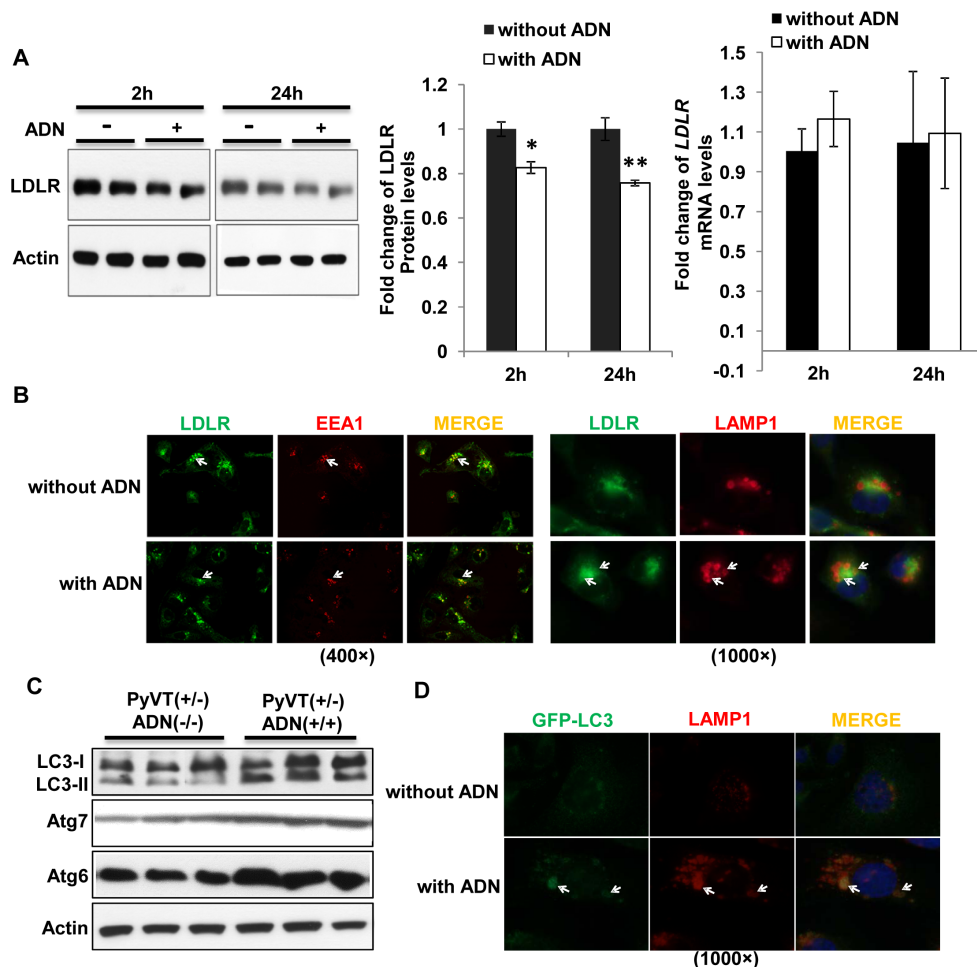 A
2h
24h
ADN - + - +
LDLR
Actin
without ADN
with ADN
Fold change of LDLR
Protein levels
1.2
1
0.8
0.6
0.4
0.2
0
*
**
2h
24h
without ADN
with ADN
Fold change of LDLR
mRNA levels
1.5
1.3
1.1
0.9
0.7
0.5
0.3
0.1
-0.1
2h
24h
B
LDLR
EEA1
MERGE
LDLR
LAMP1
MERGE
without ADN
with ADN
(400×)
(1000×)
C
PyVT(+/-)
ADN(-/-)
PyVT(+/-)
ADN(+/+)
LC3-I
LC3-II
Atg7
Atg6
Actin
D
GFP-LC3
LAMP1
MERGE
without ADN
with ADN
(1000×)